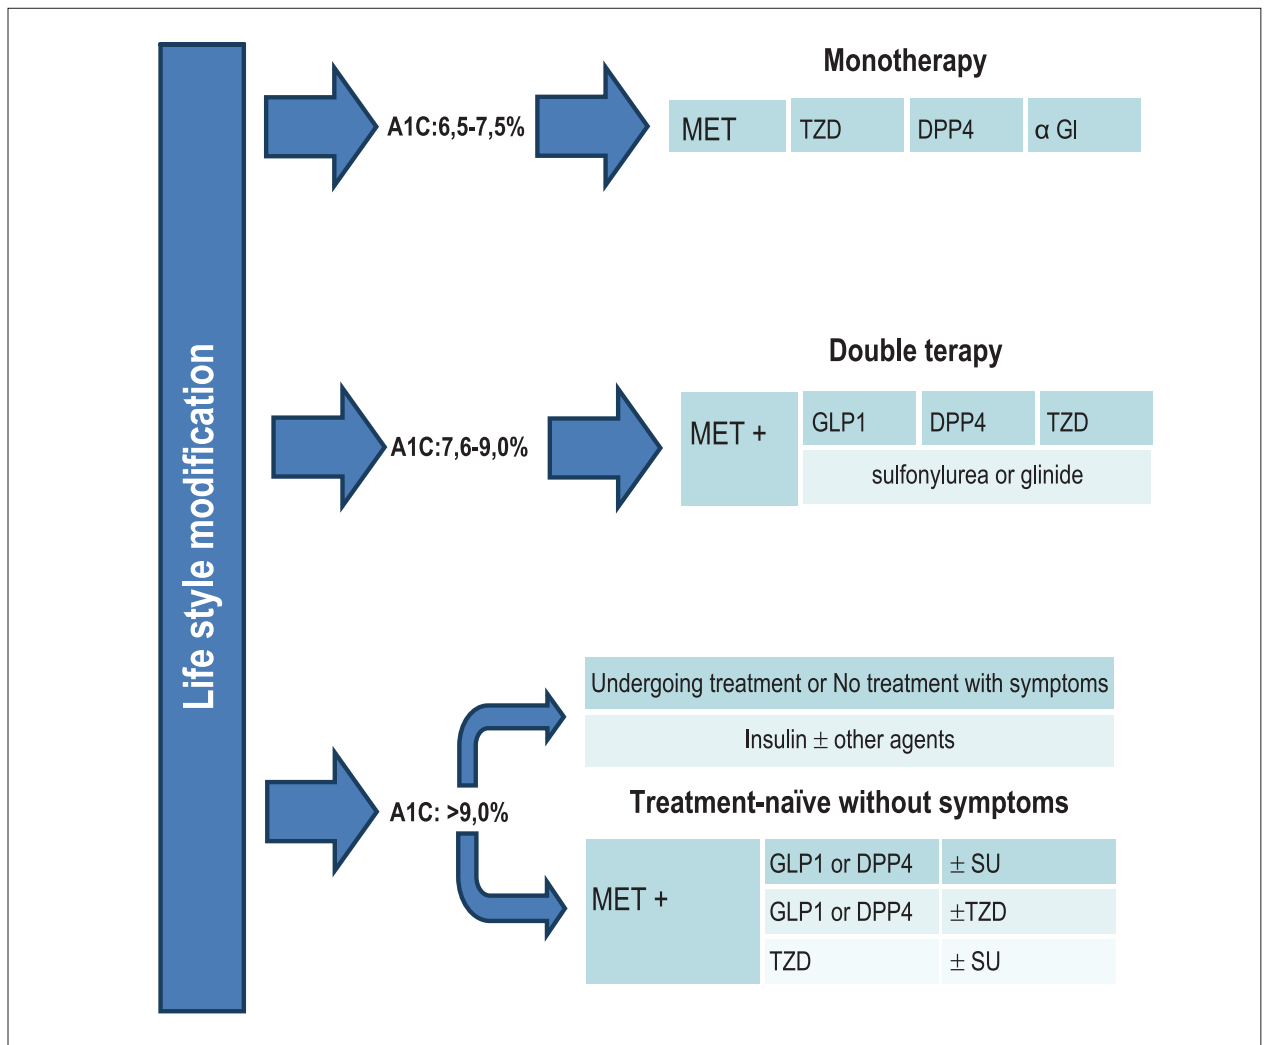 Life style modification
Monotherapy
A1C:6,5-7,5%
MET
TZD
DPP4
α GI
Double terapy
A1C:7,6-9,0%
MET +
GLP1
DPP4
TZD
sulfonylurea or glinide
Undergoing treatment or No treatment with symptoms
Insulin ± other agents
A1C: >9,0%
Treatment-naïve without symptoms
MET +
GLP1 or DPP4
± SU
GLP1 or DPP4
±TZD
TZD
± SU